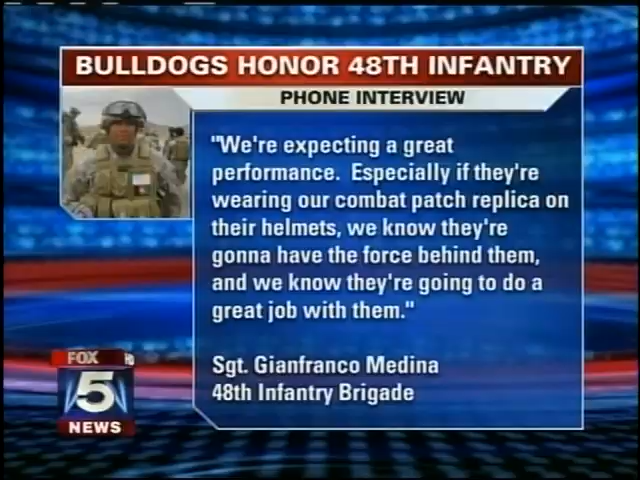 BULLDOGS HONOR 48TH INFANTRY
PHONE INTERVIEW
"We're expecting a great
performance.  Especially if they're
wearing our combat patch replica on
their helmets, we know they're
gonna have the force behind them,
and we know they're going to do a
great job with them."
Sgt. Gianfranco Medina
48th Infantry Brigade
FOX HD
5
NEWS